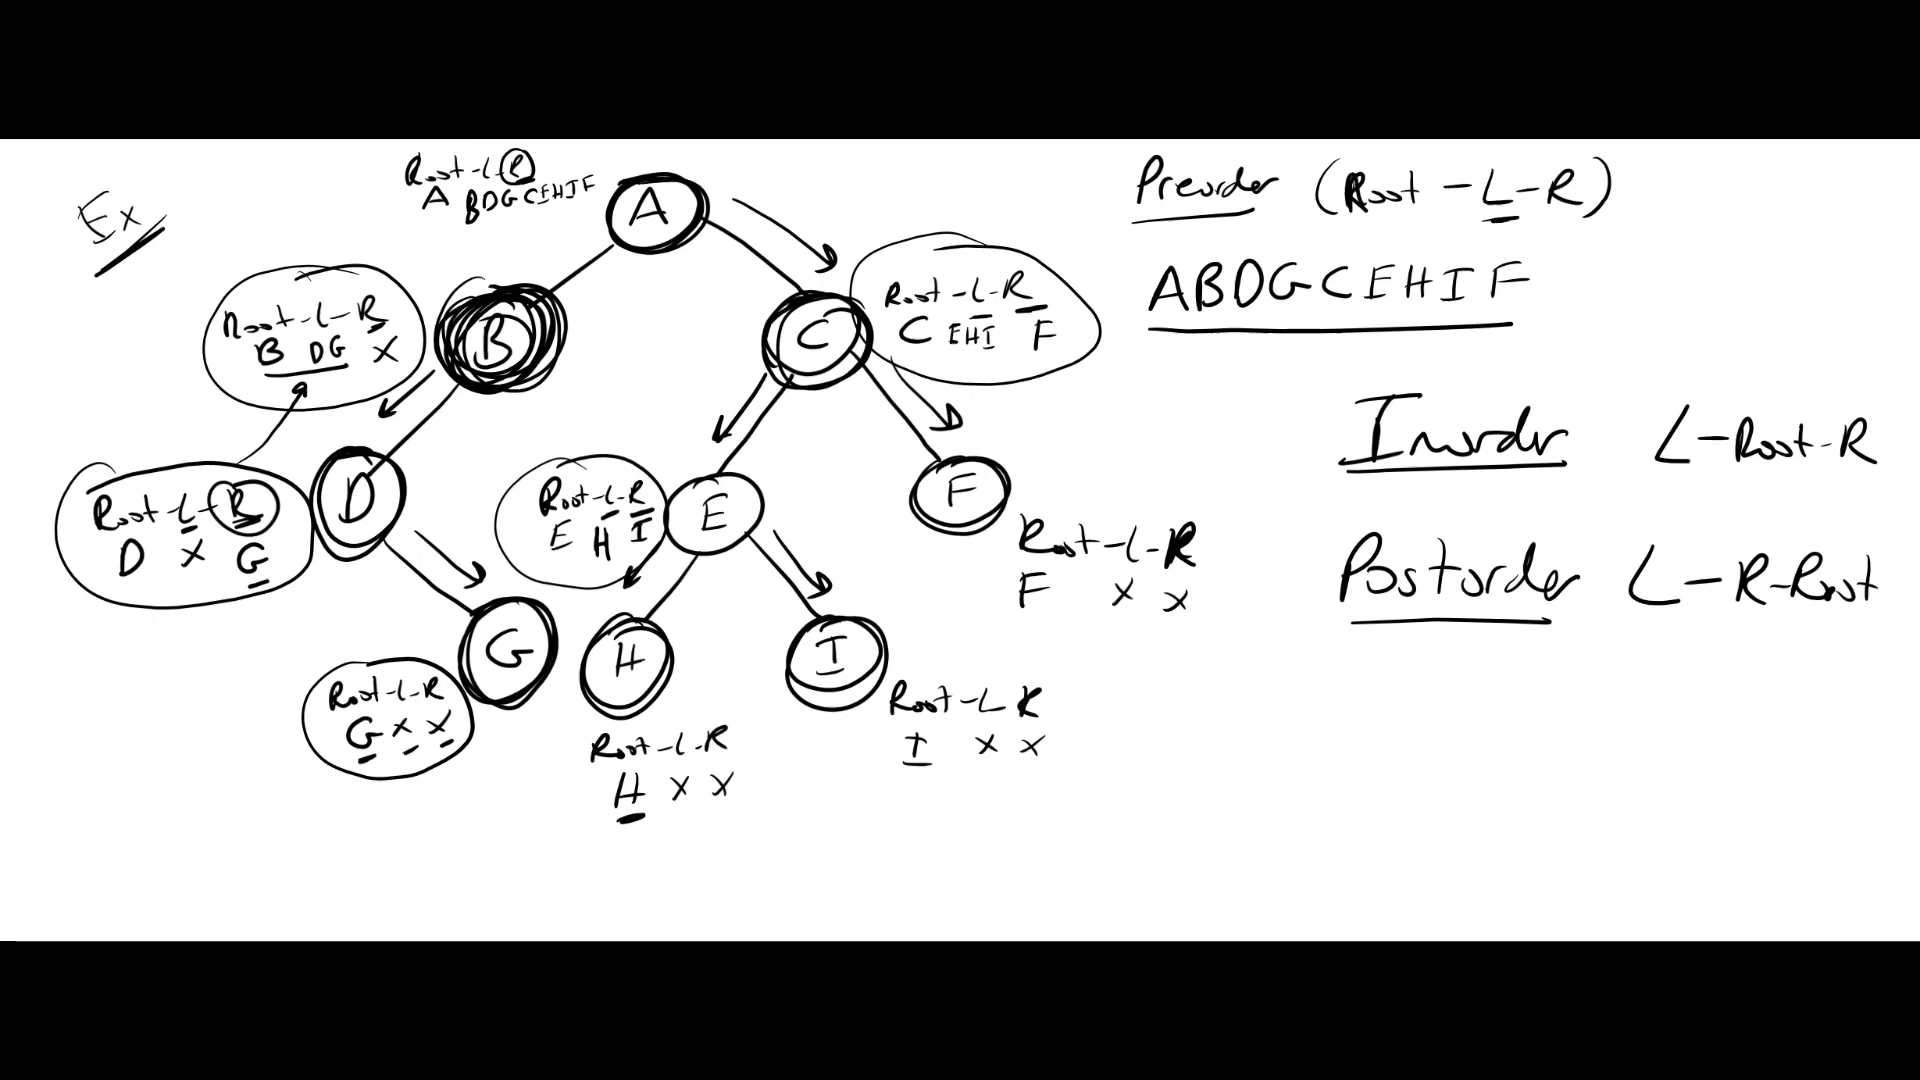 Ex
Root-L-R
A BDGCEHIF
A
Preorder (Root-L-R)
ABDGCEHIF
Root-L-R
B DG X
B
C
Root-L-R
C EHI F
Inorder L-Root-R
Root-L-R
D X G
D
Root-L-R
E H I
E
F
Root-L-R
F X X
Postorder L-R-Root
G
H
I
Root-L-R
G X X
Root-L-R
H X X
Root-L R
I X X